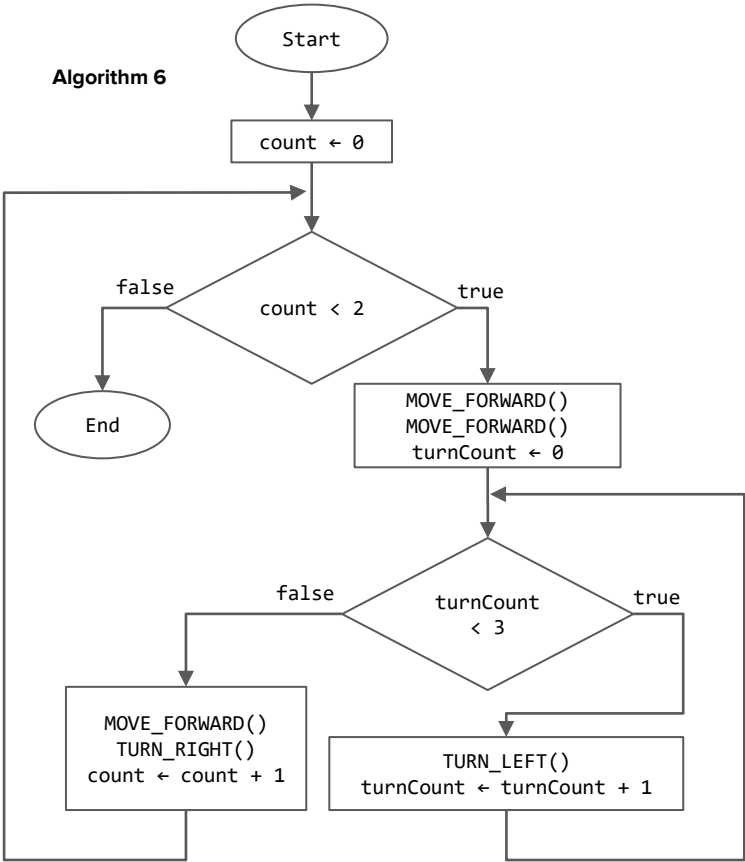 Start
Algorithm 6
count ← 0
false
true
count < 2
MOVE_FORWARD()
MOVE_FORWARD()
turnCount ← 0
End
false
true
turnCount
< 3
MOVE_FORWARD()
TURN_RIGHT()
count ← count + 1
TURN_LEFT()
turnCount ← turnCount + 1